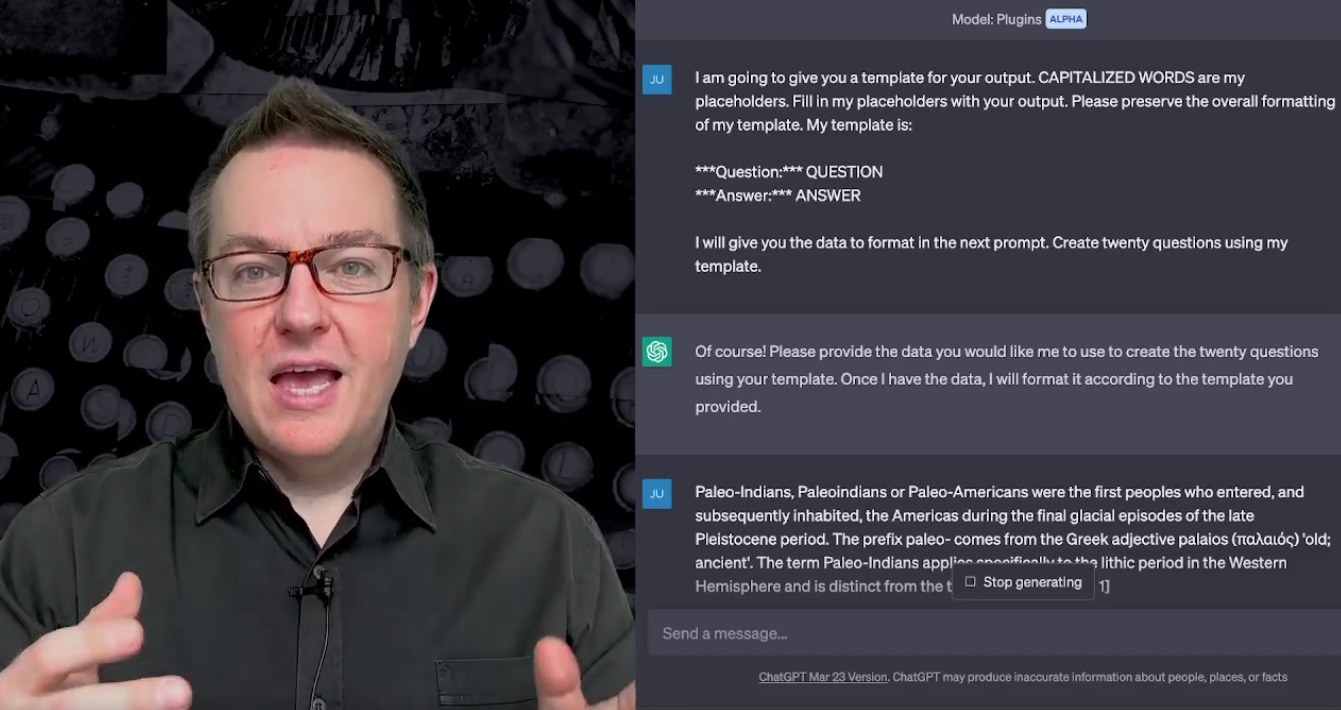 Model: Plugins ALPHA
JU
I am going to give you a template for your output. CAPITALIZED WORDS are my
placeholders. Fill in my placeholders with your output. Please preserve the overall formatting
of my template. My template is:
***Question:*** QUESTION
***Answer:*** ANSWER
I will give you the data to format in the next prompt. Create twenty questions using my
template.
Of course! Please provide the data you would like me to use to create the twenty questions
using your template. Once I have the data, I will format it according to the template you
provided.
JU
Paleo-Indians, Paleoindians or Paleo-Americans were the first peoples who entered, and
subsequently inhabited, the Americas during the final glacial episodes of the late
Pleistocene period. The prefix paleo- comes from the Greek adjective palaios (παλαιός) 'old;
ancient'. The term Paleo-Indians applies specifically to the lithic period in the Western
Hemisphere and is distinct from the t 1]
Stop generating
Send a message...
ChatGPT Mar 23 Version. ChatGPT may produce inaccurate information about people, places, or facts
W
A